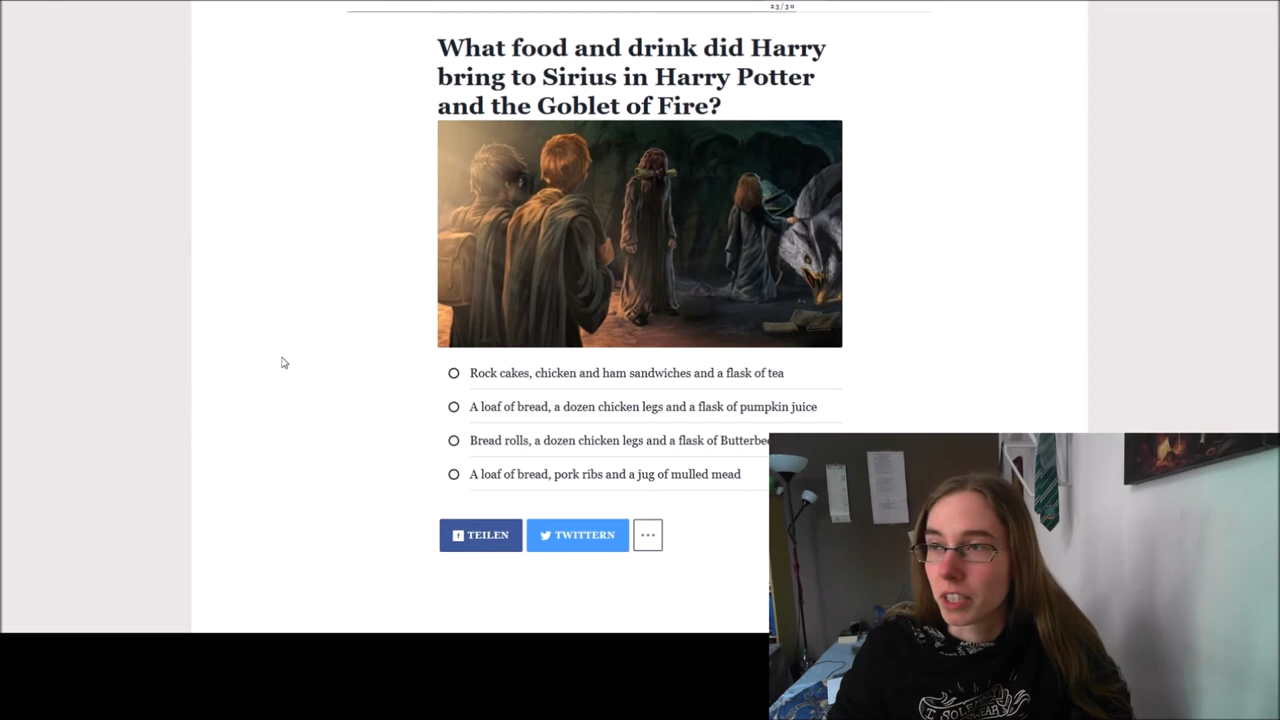 23/30
What food and drink did Harry
bring to Sirius in Harry Potter
and the Goblet of Fire?
Rock cakes, chicken and ham sandwiches and a flask of tea
A loaf of bread, a dozen chicken legs and a flask of pumpkin juice
Bread rolls, a dozen chicken legs and a flask of
A loaf of bread, pork ribs and a jug of mulled mead
f TEILEN
TWITTERN
I SOLEMNLY